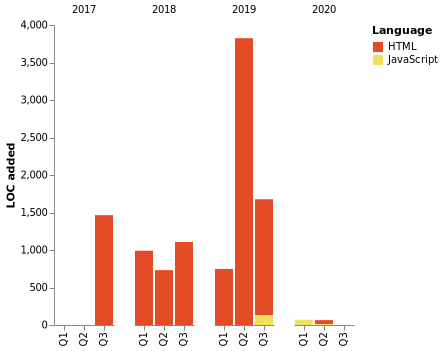 2017 2018 2019 2020
Language
HTML
JavaScript
LOC added
4,000
3,500
3,000
2,500
2,000
1,500
1,000
500
0
Q1 Q2 Q3 Q1 Q2 Q3 Q1 Q2 Q3 Q1 Q2 Q3